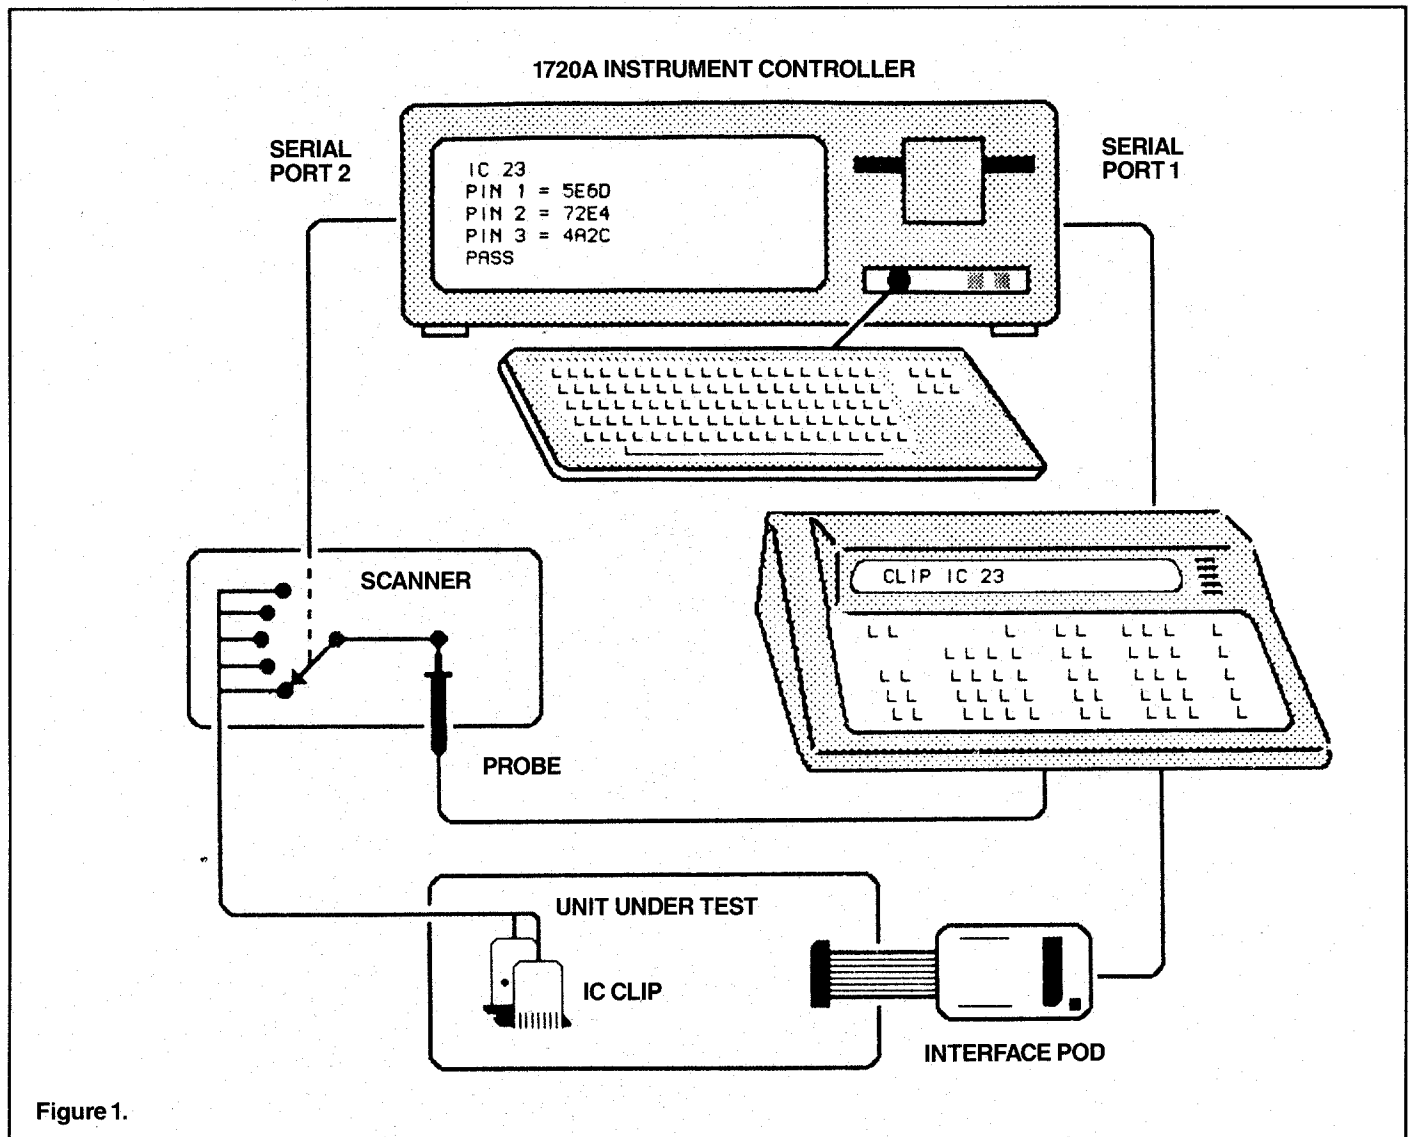 1720A INSTRUMENT CONTROLLER
SERIAL
PORT 2
SERIAL
PORT 1
IC 23
PIN 1 = 5E6D
PIN 2 = 72E4
PIN 3 = 4A2C
PASS
SCANNER
CLIP IC 23
PROBE
UNIT UNDER TEST
IC CLIP
INTERFACE POD
Figure 1.